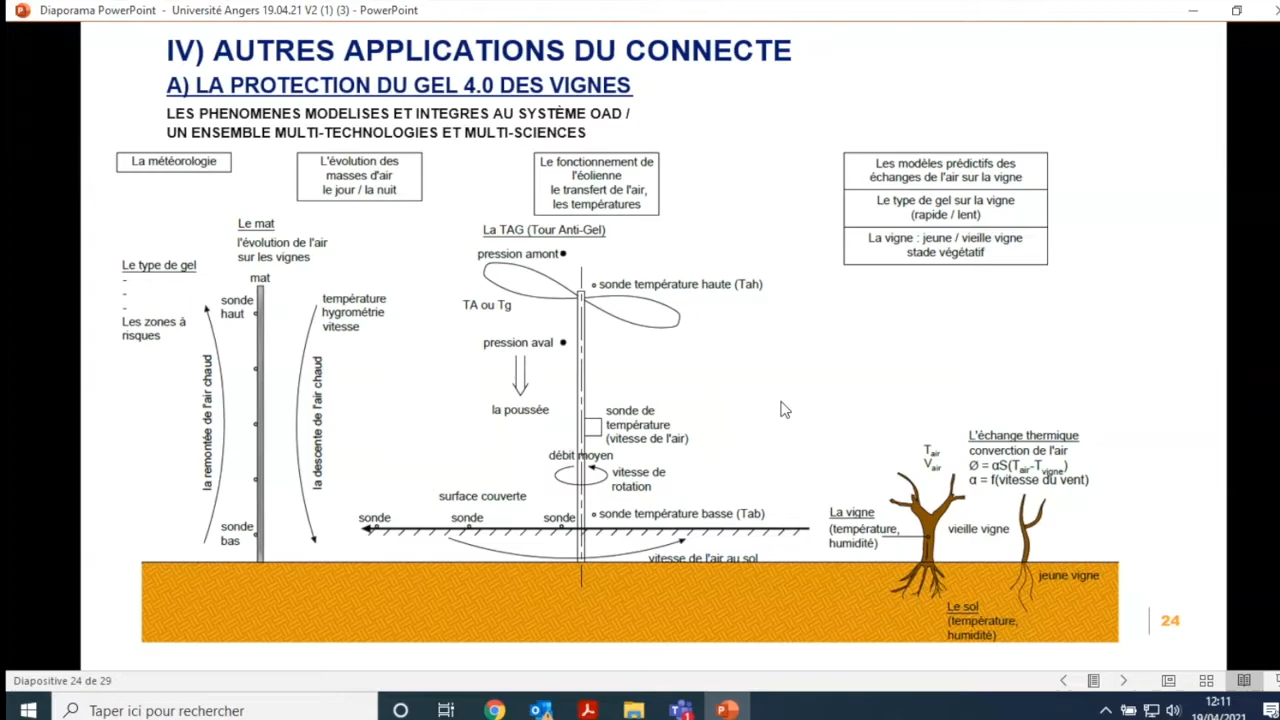 Diaporama PowerPoint - Université Angers 19.04.21 V2 (1) (3) - PowerPoint
IV) AUTRES APPLICATIONS DU CONNECTE
A) LA PROTECTION DU GEL 4.0 DES VIGNES
LES PHENOMENES MODELISES ET INTEGRES AU SYSTÈME OAD /
UN ENSEMBLE MULTI-TECHNOLOGIES ET MULTI-SCIENCES
La météorologie
L'évolution des
masses d'air
le jour / la nuit
Le fonctionnement de
l'éolienne
le transfert de l'air,
les températures
Les modèles prédictifs des
échanges de l'air sur la vigne
Le type de gel sur la vigne
(rapide / lent)
La vigne : jeune / vieille vigne
stade végétatif
Le type de gel
-
-
-
Les zones à
risques
Le mat
l'évolution de l'air
sur les vignes
mat
sonde
haut
température
hygrométrie
vitesse
la remontée de l'air chaud
la descente de l'air chaud
sonde
bas
La TAG (Tour Anti-Gel)
pression amont
sonde température haute (Tah)
TA ou Tg
pression aval
la poussée
sonde de
température
(vitesse de l'air)
débit moyen
vitesse de
rotation
surface couverte
sonde
sonde
sonde
sonde température basse (Tab)
vitesse de l'air au sol
Tair
Vair
L'échange thermique
converction de l'air
Ø = αS(Tair-Tvigne)
α = f(vitesse du vent)
La vigne
(température,
humidité)
vieille vigne
jeune vigne
Le sol
(température,
humidité)
24
Diapositive 24 de 29
Taper ici pour rechercher
12:11
19/04/2021